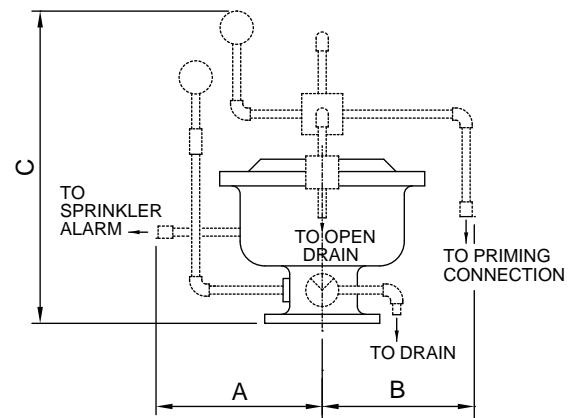 C
TO
SPRINKLER
ALARM
TO OPEN
DRAIN
TO PRIMING
CONNECTION
TO DRAIN
A
B